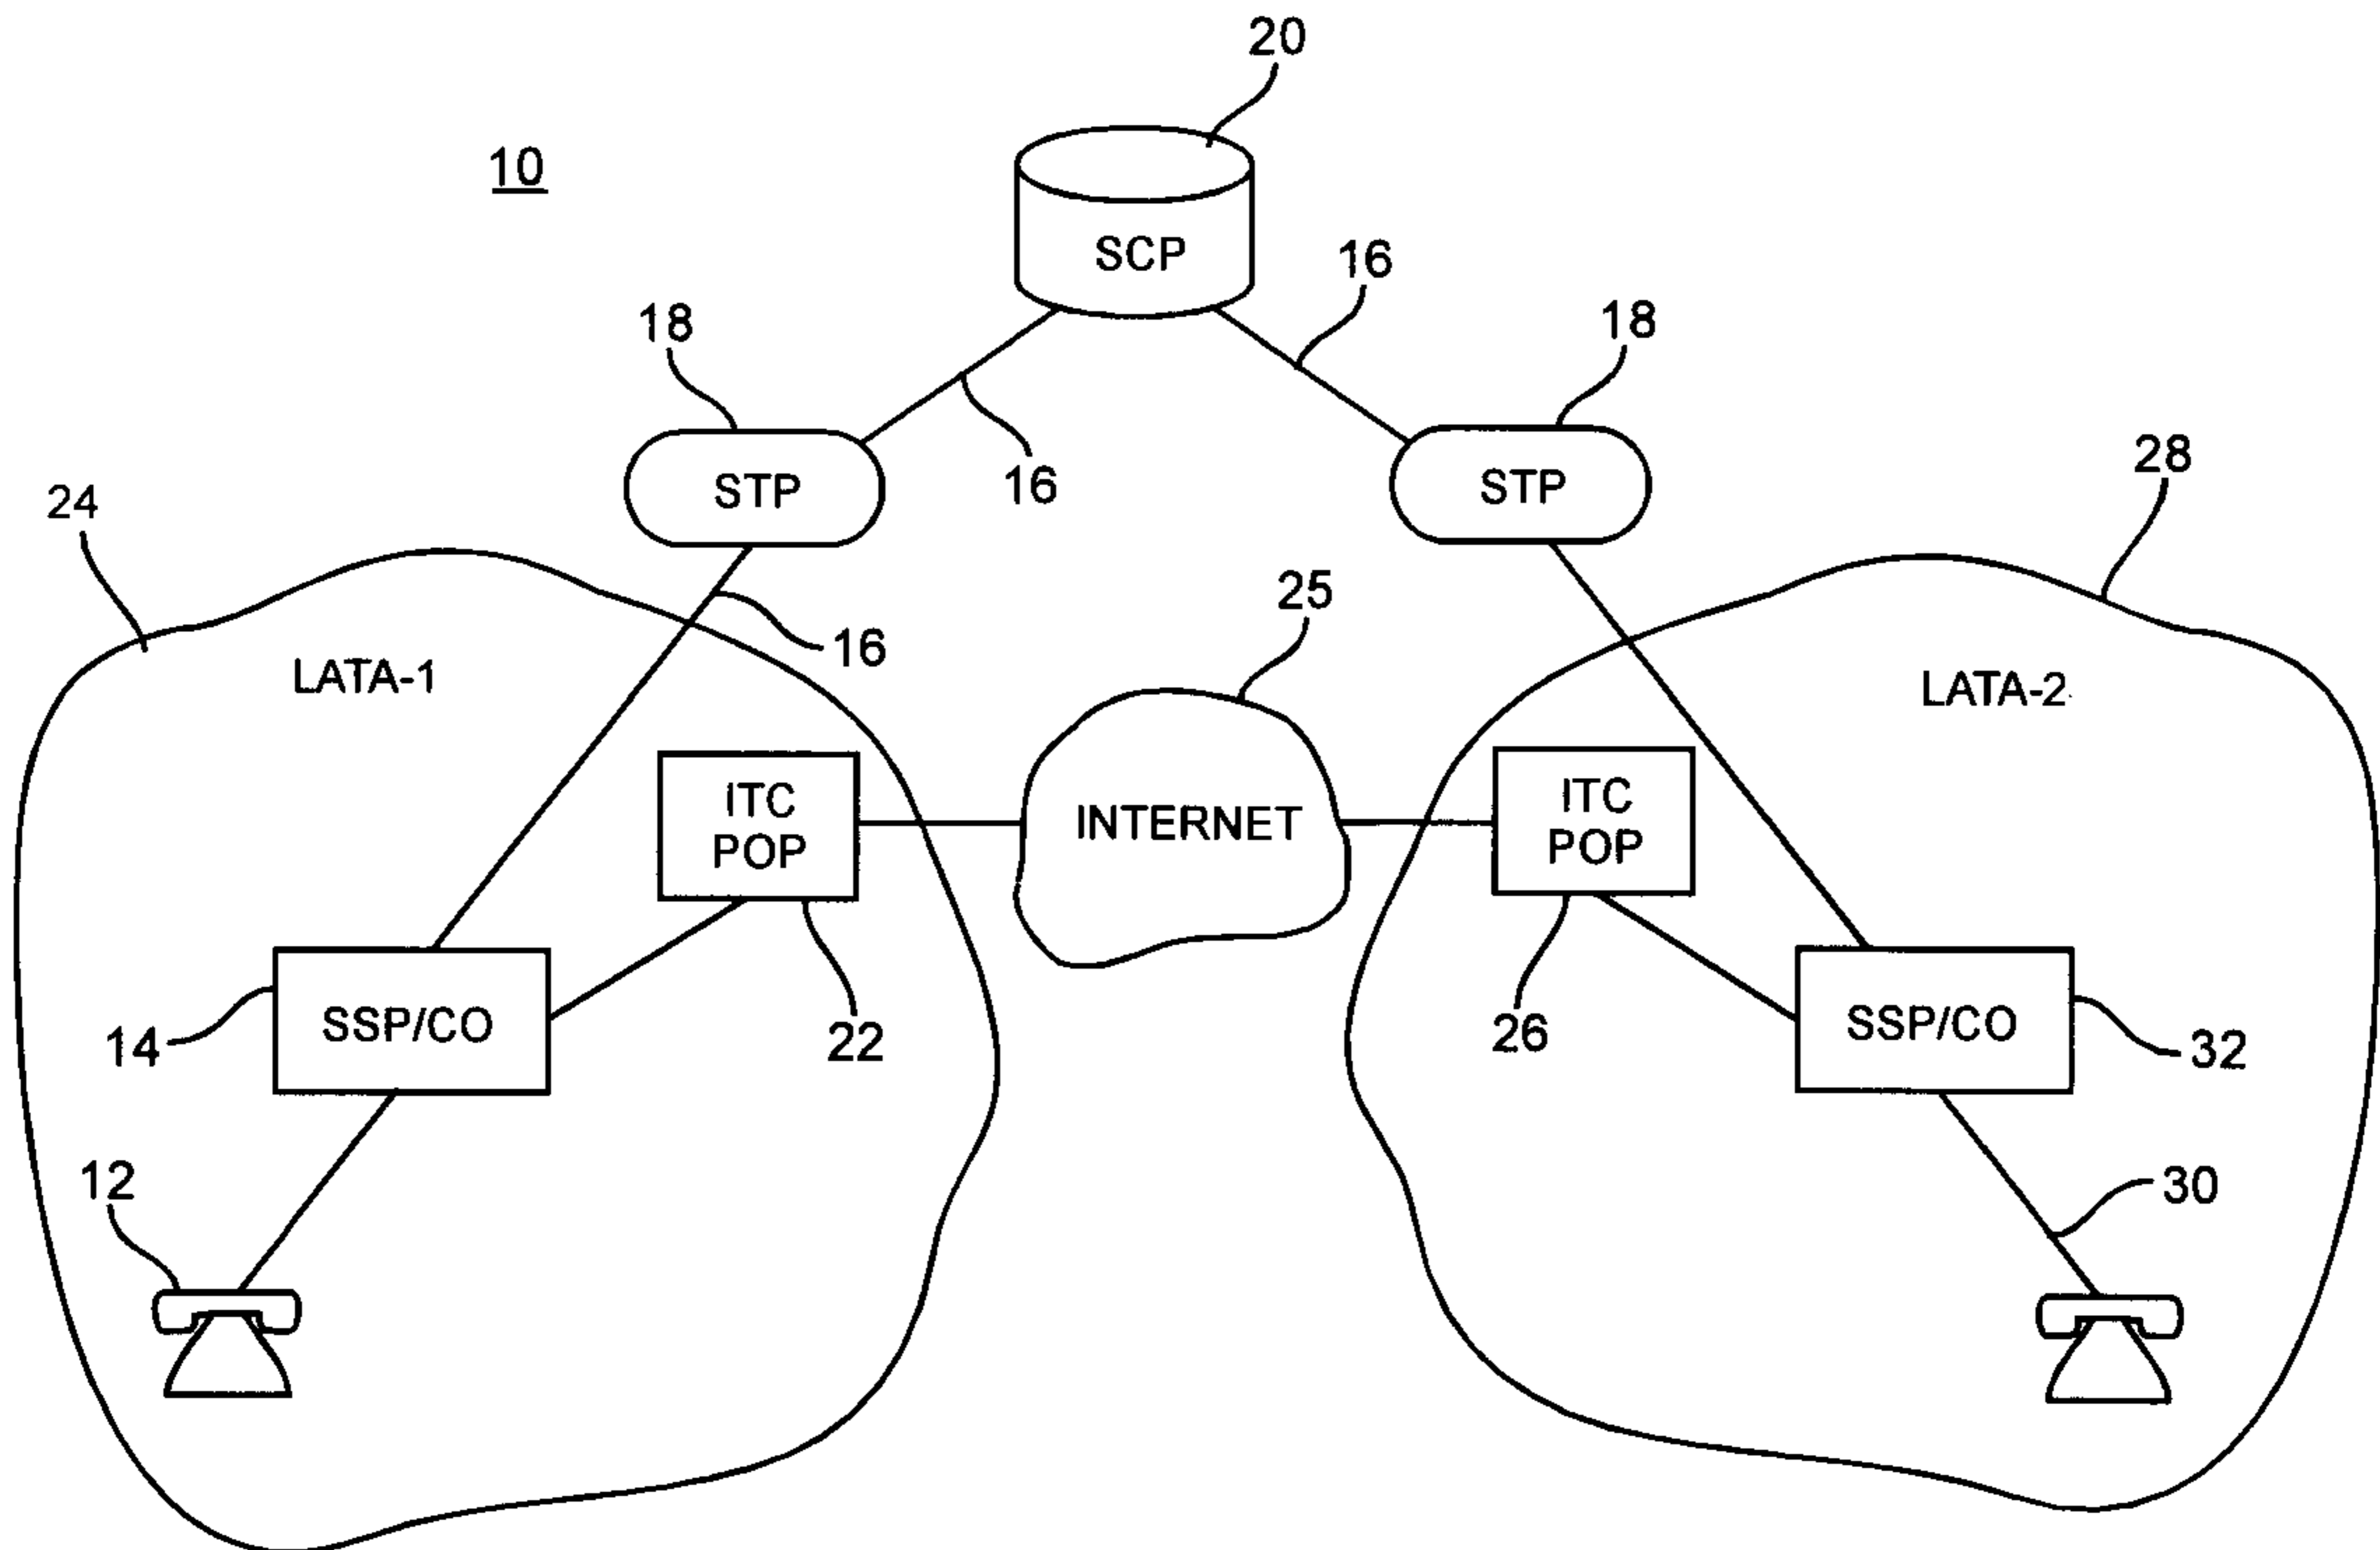 20
10
SCP
16
18
18
16
STP
STP
28
24
25
16
LATA-1
LATA-2
ITC
POP
INTERNET
ITC
POP
SSP/CO
SSP/CO
14
22
26
32
12
30